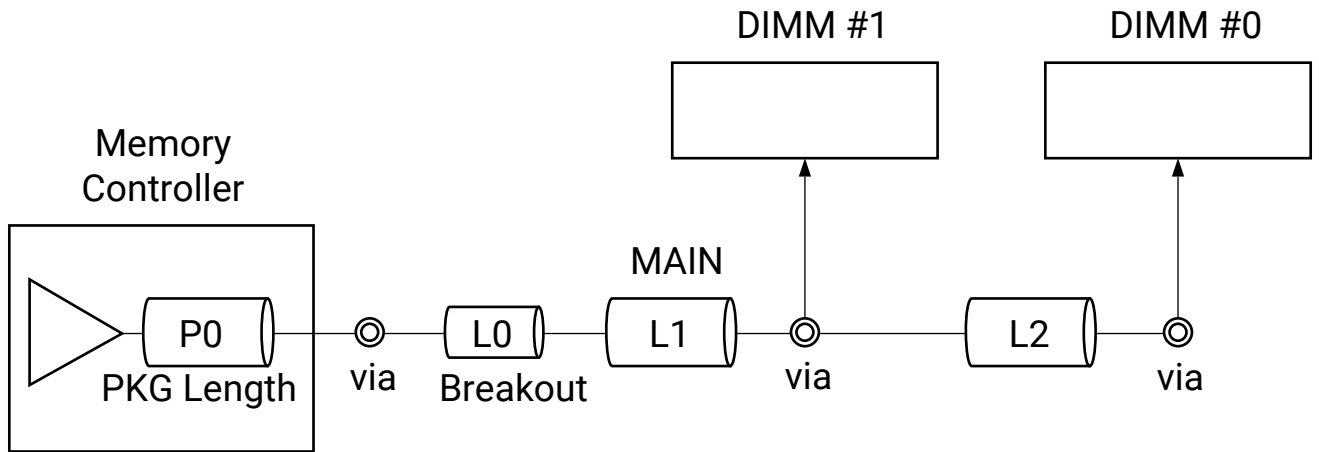 DIMM #1
DIMM #0
Memory
Controller
MAIN
P0
L0
L1
L2
PKG Length
via
Breakout
via
via